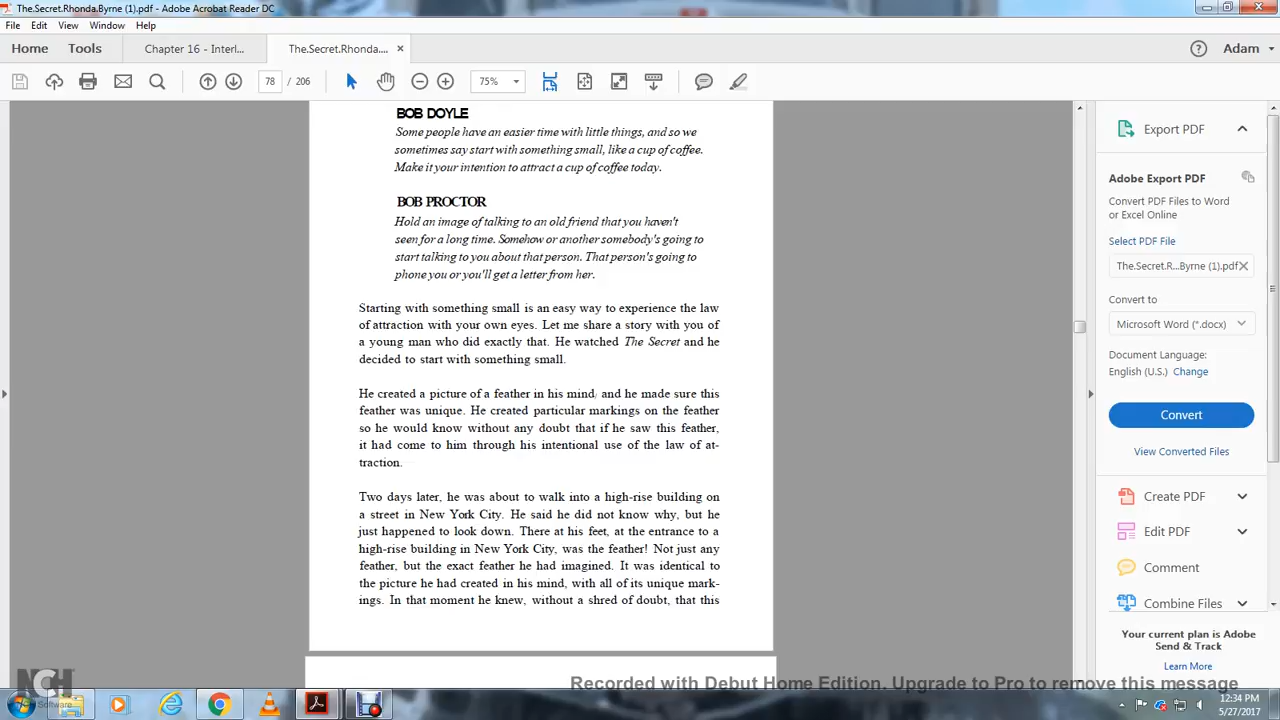 The.Secret.Rhonda.Byrne (1).pdf - Adobe Acrobat Reader DC
File Edit View Window Help
Home Tools Chapter 16 - Interl... The.Secret.Rhonda.... × Adam
78 / 206 75%
BOB DOYLE
Some people have an easier time with little things, and so we
sometimes say start with something small, like a cup of coffee.
Make it your intention to attract a cup of coffee today.
BOB PROCTOR
Hold an image of talking to an old friend that you haven't
seen for a long time. Somehow or another somebody's going to
start talking to you about that person. That person's going to
phone you or you'll get a letter from her.
Starting with something small is an easy way to experience the law
of attraction with your own eyes. Let me share a story with you of
a young man who did exactly that. He watched The Secret and he
decided to start with something small.
He created a picture of a feather in his mind, and he made sure this
feather was unique. He created particular markings on the feather
so he would know without any doubt that if he saw this feather,
it had come to him through his intentional use of the law of at-
traction.
Two days later, he was about to walk into a high-rise building on
a street in New York City. He said he did not know why, but he
just happened to look down. There at his feet, at the entrance to a
high-rise building in New York City, was the feather! Not just any
feather, but the exact feather he had imagined. It was identical to
the picture he had created in his mind, with all of its unique mark-
ings. In that moment he knew, without a shred of doubt, that this
Export PDF
Adobe Export PDF
Convert PDF Files to Word
or Excel Online
Select PDF File
The.Secret.R...Byrne (1).pdf
Convert to
Microsoft Word (*.docx)
Document Language:
English (U.S.) Change
Convert
View Converted Files
Create PDF
Edit PDF
Comment
Combine Files
Your current plan is Adobe
Send & Track
Learn More
NCH
Software
Recorded with Debut Home Edition. Upgrade to Pro to remove this message
12:34 PM
5/27/2017